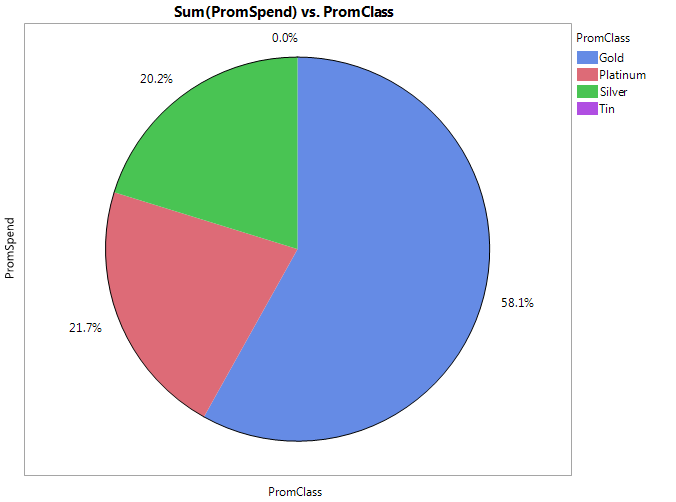 Sum(PromSpend) vs. PromClass
0.0%
20.2%
58.1%
21.7%
PromSpend
PromClass
PromClass
Gold
Platinum
Silver
Tin